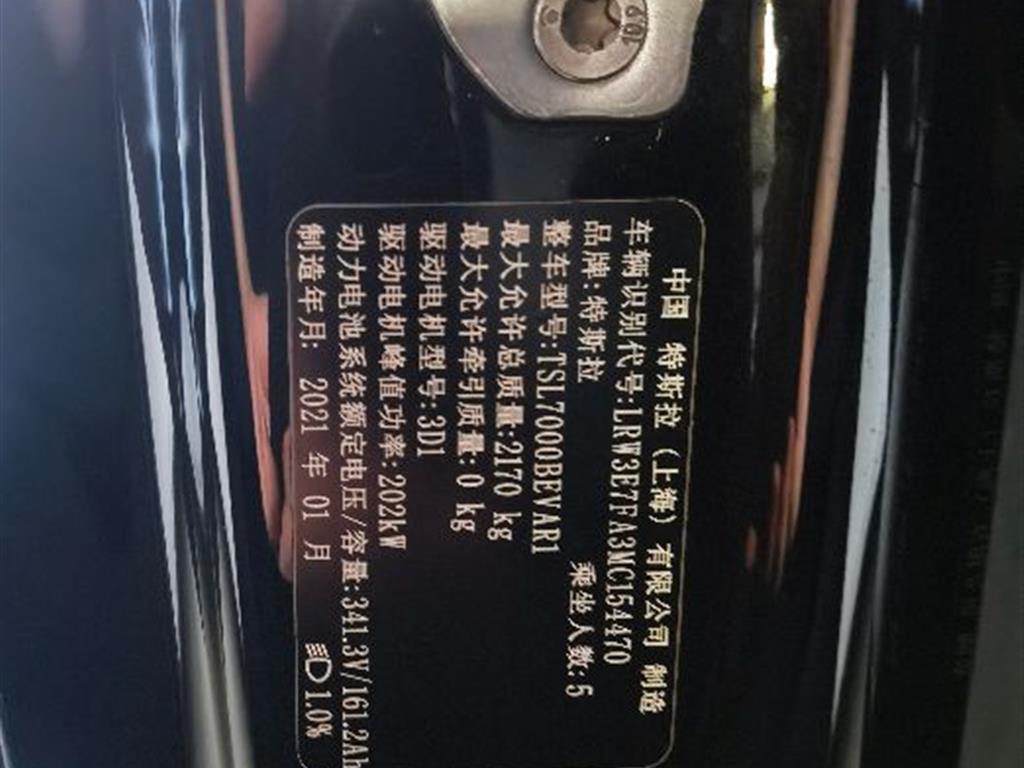 中国 特斯拉（上海）有限公司 制造
车辆识别代号:LRW3E7FA3MC154470
品牌:特斯拉 乘坐人数:5
整车型号:TSL7000BEVAR1
最大允许总质量:2170 kg
最大允许牵引质量:0 kg
驱动电机型号:3D1
驱动电机峰值功率:202kW
动力电池系统额定电压/容量:341.3V/161.2Ah
制造年月: 2021 年 01 月 1.0%